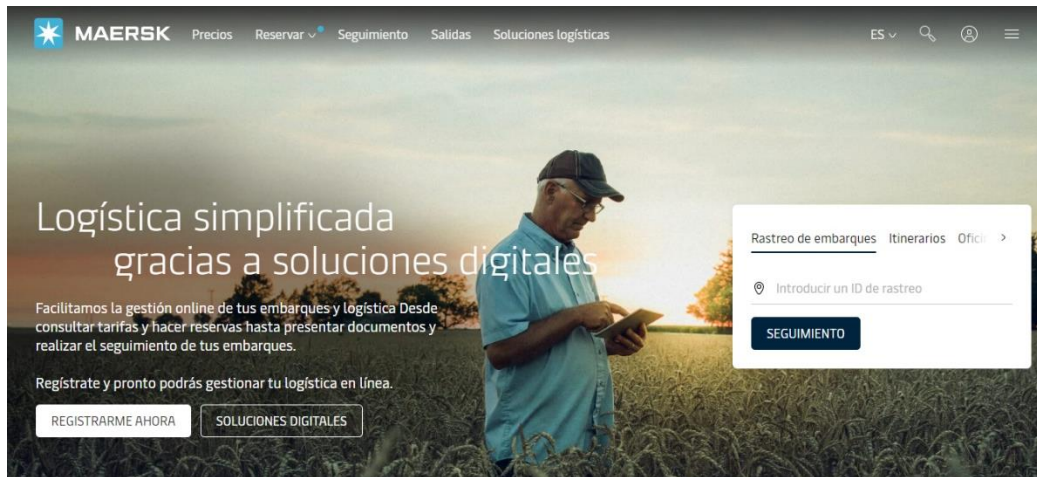 MAERSK Precios Reservar Seguimiento Salidas Soluciones logísticas ES
Logística simplificada
gracias a soluciones digitales
Facilitamos la gestión online de tus embarques y logística Desde
consultar tarifas y hacer reservas hasta presentar documentos y
realizar el seguimiento de tus embarques.
Regístrate y pronto podrás gestionar tu logística en línea.
REGISTRARME AHORA SOLUCIONES DIGITALES
Rastreo de embarques Itinerarios
Introducir un ID de rastreo
SEGUIMIENTO